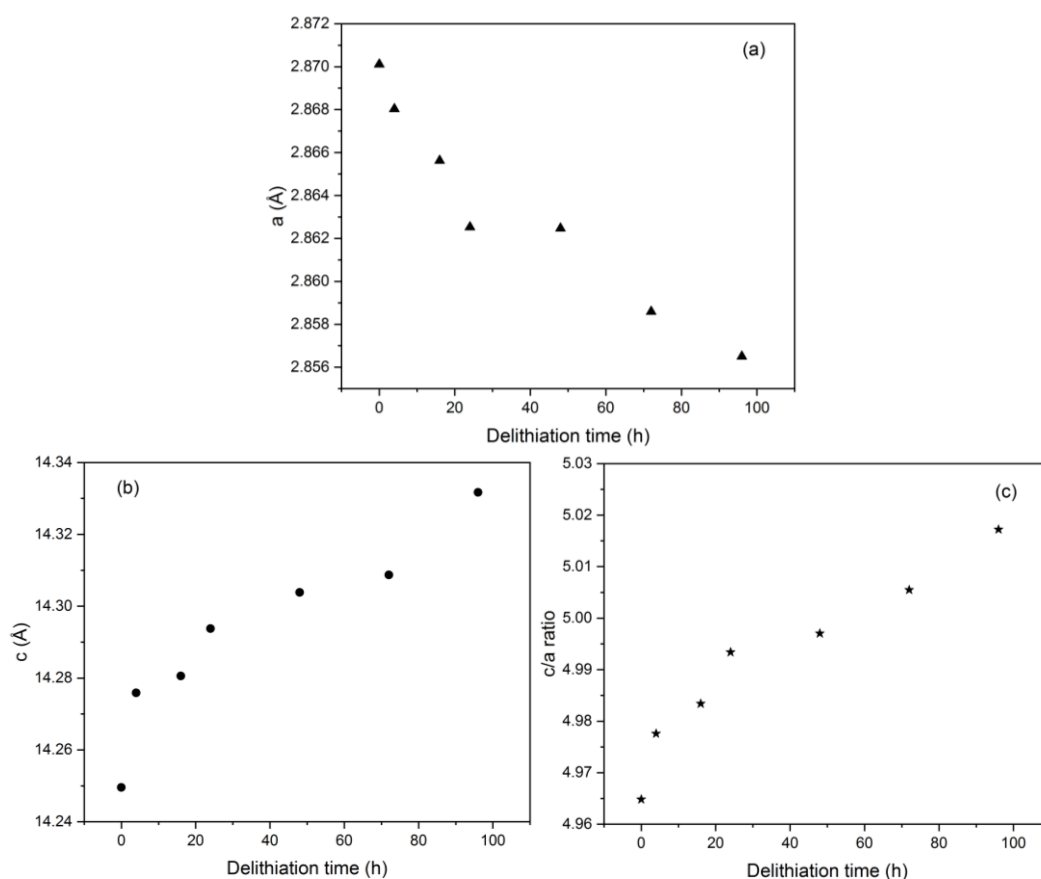 (a)
a (Å)
2.872
2.870
2.868
2.866
2.864
2.862
2.860
2.858
2.856
0 20 40 60 80 100
Delithiation time (h)
(b)
c (Å)
14.34
14.32
14.30
14.28
14.26
14.24
0 20 40 60 80 100
Delithiation time (h)
(c)
c/a ratio
5.03
5.02
5.01
5.00
4.99
4.98
4.97
4.96
0 20 40 60 80 100
Delithiation time (h)